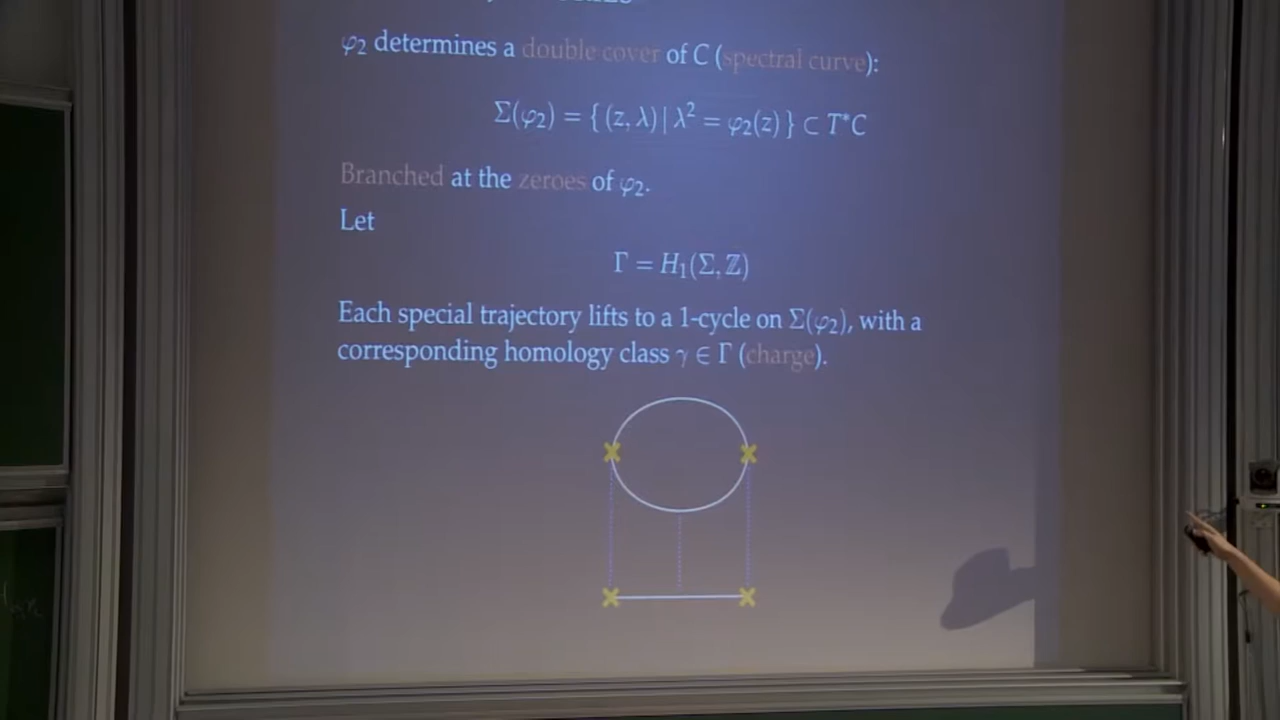 φ₂ determines a double cover of C (spectral curve):
Σ(φ₂) = {(z, λ) | λ² = φ₂(z)} ⊂ T*C
Branched at the zeroes of φ₂.
Let
Γ = H₁(Σ, ℤ)
Each special trajectory lifts to a 1-cycle on Σ(φ₂), with a
corresponding homology class γ ∈ Γ (charge).